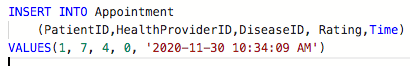 INSERT INTO Appointment
(PatientID,HealthProviderID,DiseaseID, Rating,Time)
VALUES(1, 7, 4, 0, '2020-11-30 10:34:09 AM')